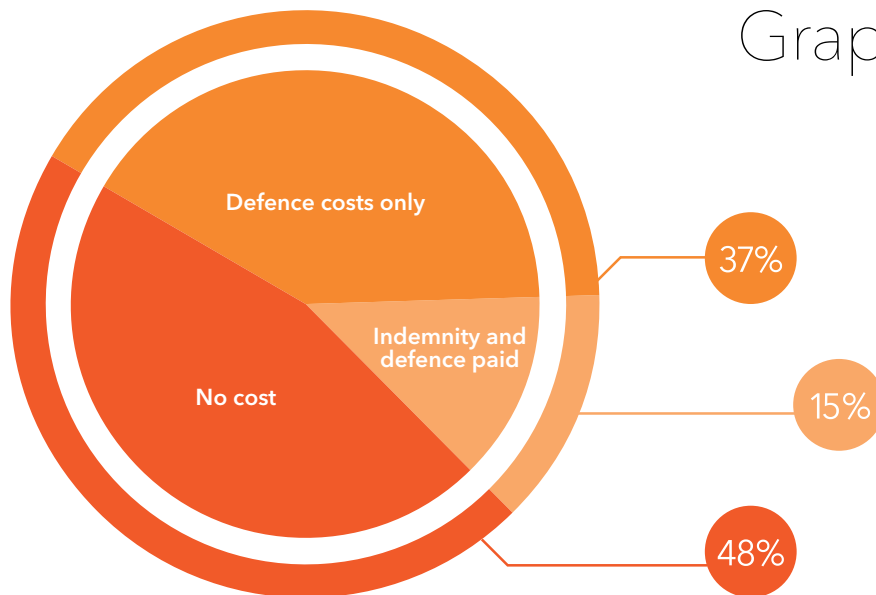 Grap
Defence costs only
37%
Indemnity and
defence paid
15%
No cost
48%